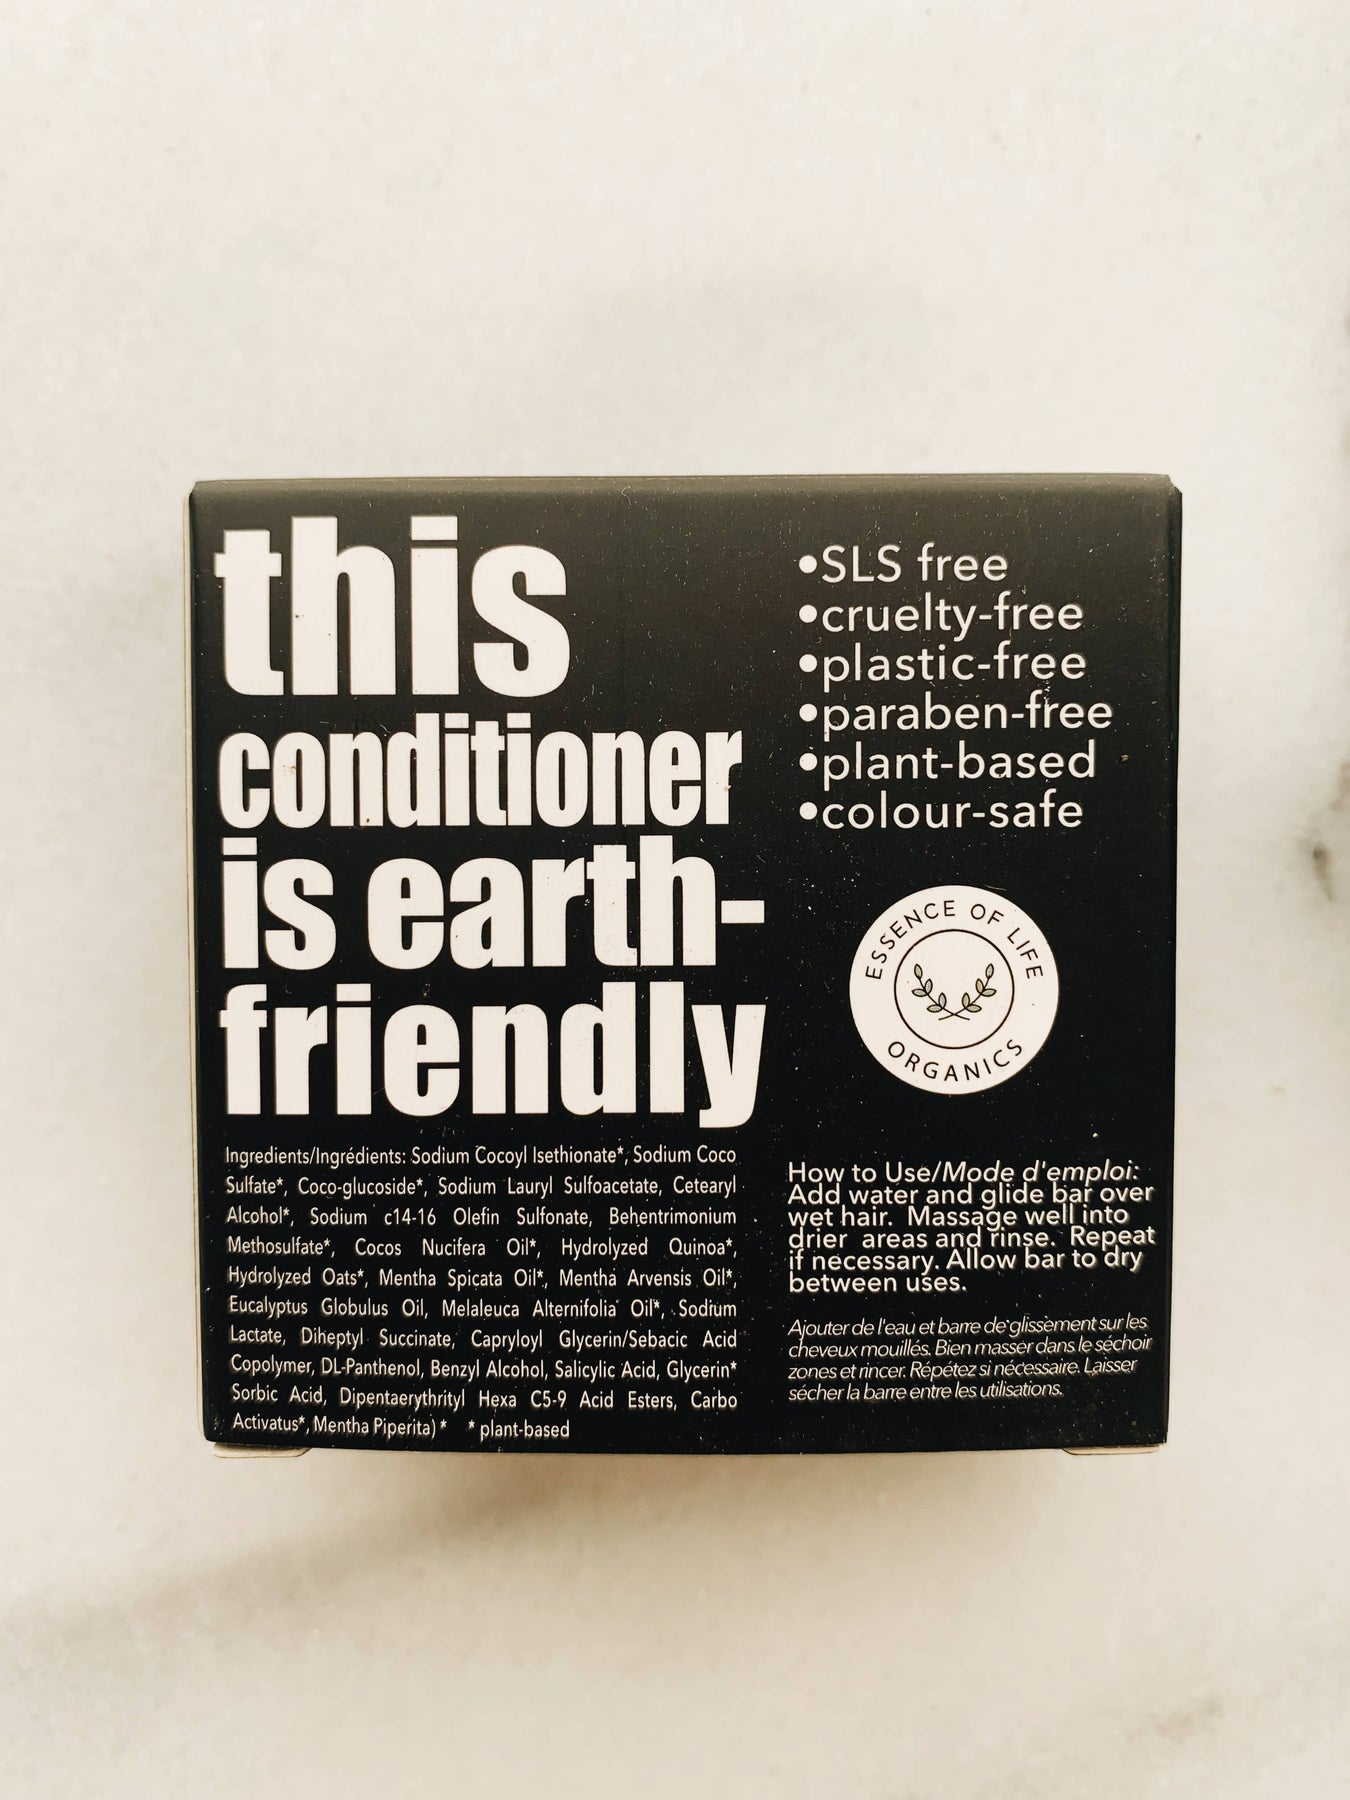 this
conditioner
is earth-
friendly
Ingredients/Ingrédients: Sodium Cocoyl Isethionate*, Sodium Coco
Sulfate*, Coco-glucoside*, Sodium Lauryl Sulfoacetate, Cetearyl
Alcohol*, Sodium c14-16 Olefin Sulfonate, Behentrimonium
Methosulfate*, Cocos Nucifera Oil*, Hydrolyzed Quinoa*,
Hydrolyzed Oats*, Mentha Spicata Oil*, Mentha Arvensis Oil*,
Eucalyptus Globulus Oil, Melaleuca Alternifolia Oil*, Sodium
Lactate, Diheptyl Succinate, Capryloyl Glycerin/Sebacic Acid
Copolymer, DL-Panthenol, Benzyl Alcohol, Salicylic Acid, Glycerin*
Sorbic Acid, Dipentaerythrityl Hexa C5-9 Acid Esters, Carbo
Activatus*, Mentha Piperita) * * plant-based
•SLS free
•cruelty-free
•plastic-free
•paraben-free
•plant-based
•colour-safe
ESSENCE OF LIFE
ORGANICS
How to Use/Mode d'emploi:
Add water and glide bar over
wet hair. Massage well into
drier areas and rinse. Repeat
if necessary. Allow bar to dry
between uses.
Ajouter de l'eau et barre de glissement sur les
cheveux mouillés. Bien masser dans le séchoir
zones et rincer. Répétez si nécessaire. Laisser
sécher la barre entre les utilisations.